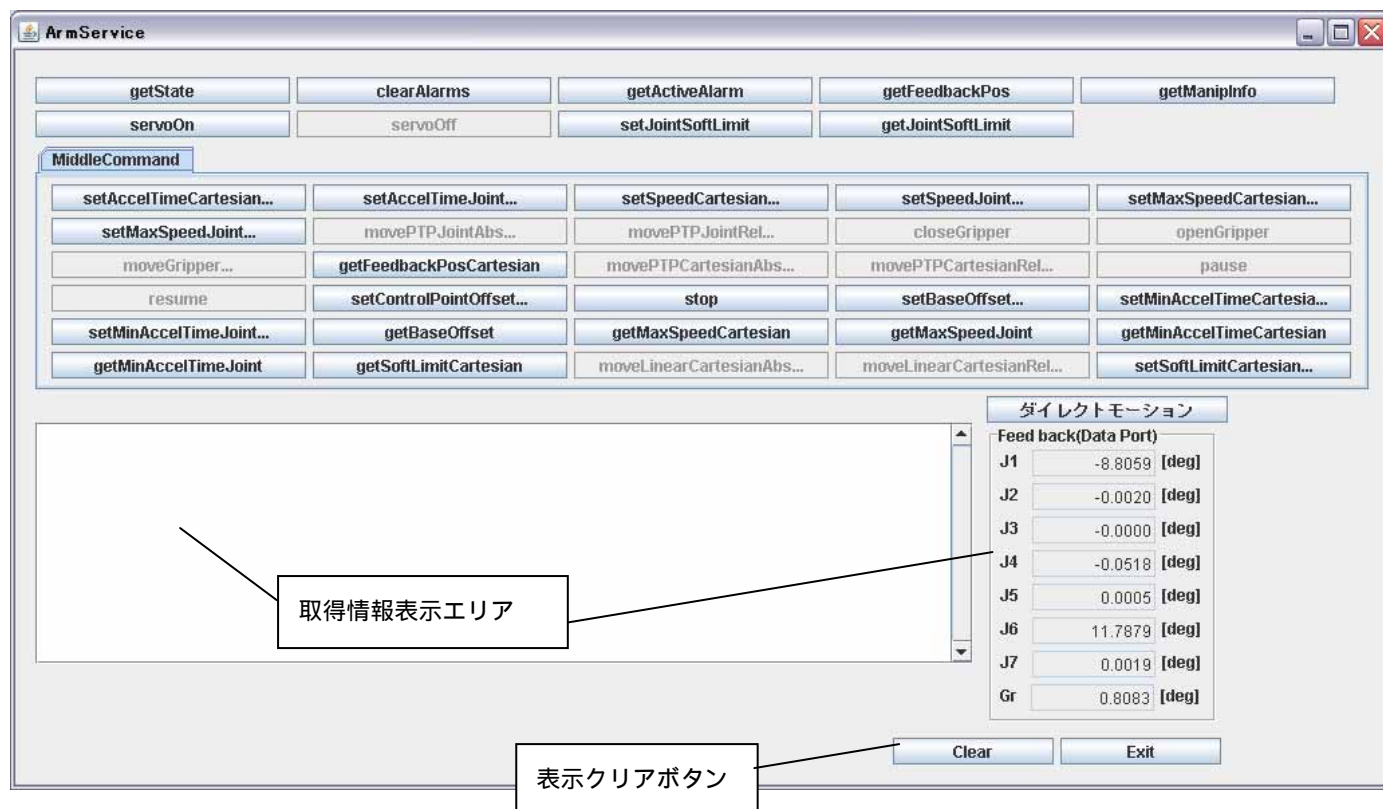 ArmService
getState clearAlarms getActiveAlarm getFeedbackPos getManipInfo
servoOn servoOff setJointSoftLimit getJointSoftLimit
MiddleCommand
setAccelTimeCartesian... setAccelTimeJoint... setSpeedCartesian... setSpeedJoint... setMaxSpeedCartesian...
setMaxSpeedJoint... movePTPJointAbs... movePTPJointRel... closeGripper openGripper
moveGripper... getFeedbackPosCartesian movePTPCartesianAbs... movePTPCartesianRel... pause
resume setControlPointOffset... stop setBaseOffset... setMinAccelTimeCartesia...
setMinAccelTimeJoint... getBaseOffset getMaxSpeedCartesian getMaxSpeedJoint getMinAccelTimeCartesian
getMinAccelTimeJoint getSoftLimitCartesian moveLinearCartesianAbs... moveLinearCartesianRel... setSoftLimitCartesian...
ダイレクトモーション
Feed back(Data Port)
J1 -8.8059 [deg]
J2 -0.0020 [deg]
J3 -0.0000 [deg]
J4 -0.0518 [deg]
J5 0.0005 [deg]
J6 11.7879 [deg]
J7 0.0019 [deg]
Gr 0.8083 [deg]
取得情報表示エリア
Clear Exit
表示クリアボタン